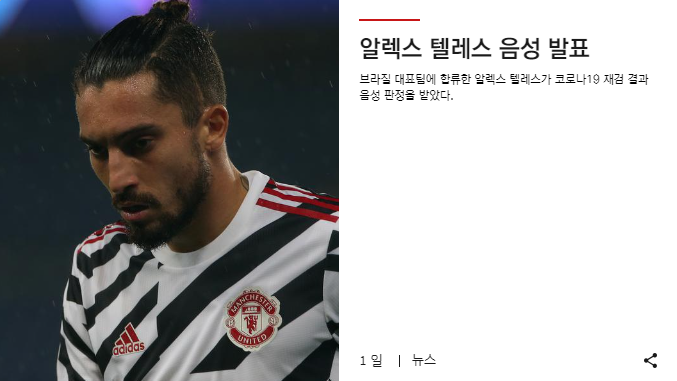 알렉스 텔레스 음성 발표
브라질 대표팀에 합류한 알렉스 텔레스가 코로나19 재검 결과
음성 판정을 받았다.
MANCHESTER
UNITED
adidas
1 일 | 뉴스